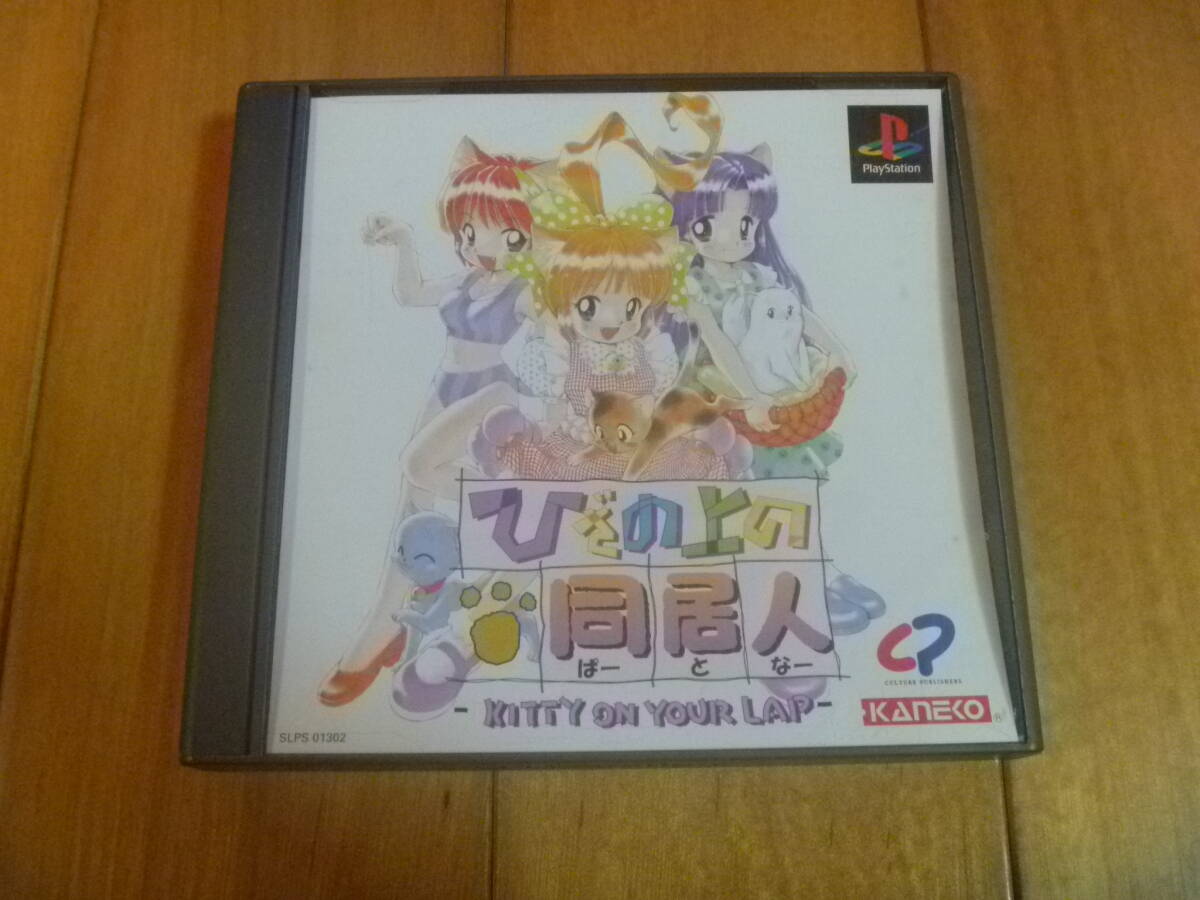 PlayStation
ひざの上の
同居人
ぱーとなー
- KITTY ON YOUR LAP -
CP
CULTURE PUBLISHERS
KANEKO ®
SLPS 01302